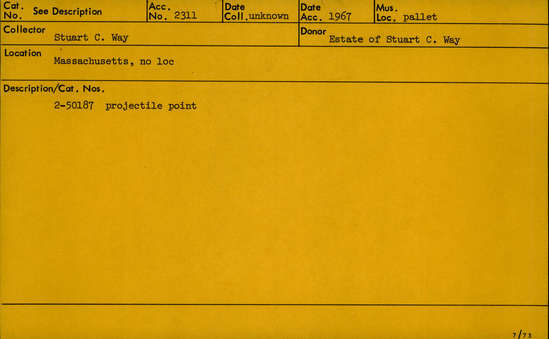 Cat. No. See Description Acc. No. 2311 Date Coll. unknown Date Acc. 1967 Mus. Loc. pallet
Collector Stuart C. Way Donor Estate of Stuart C. Way
Location Massachusetts, no loc
Description/Cat. Nos.
2-50187 projectile point
7/73